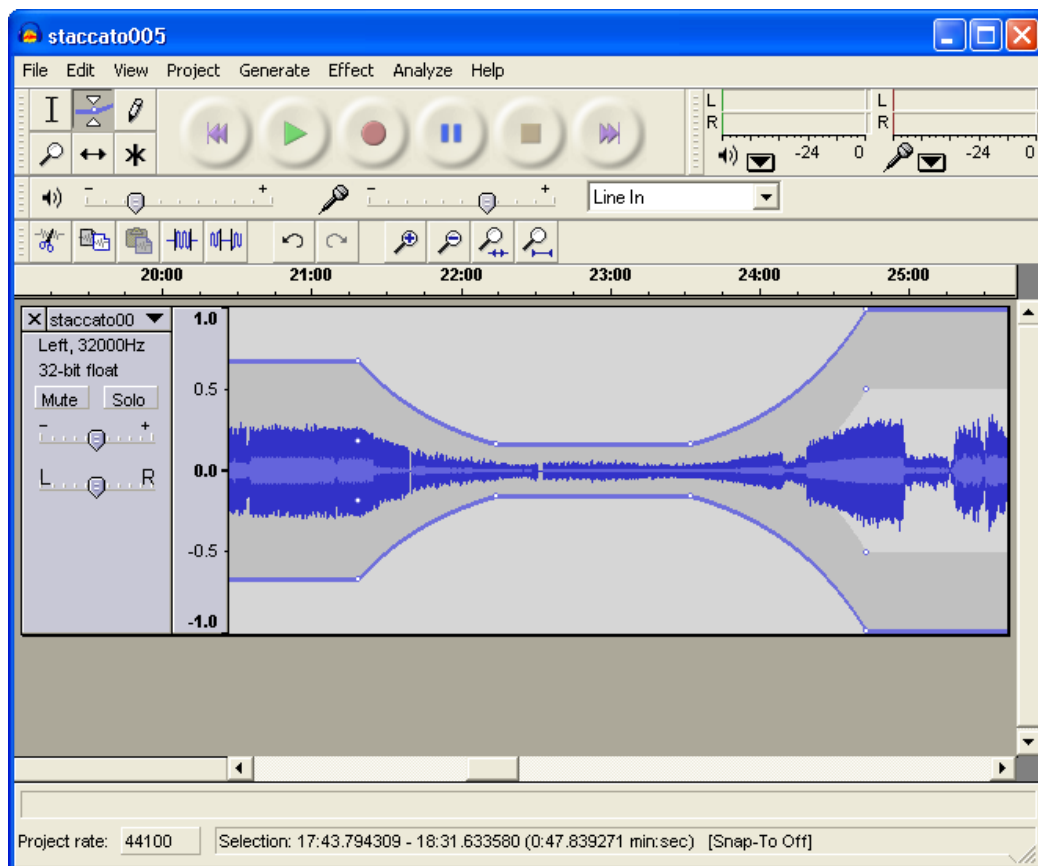 staccato005
File Edit View Project Generate Effect Analyze Help
L L
R R
-24 0 -24 0
- + - + Line In
20:00 21:00 22:00 23:00 24:00 25:00
X staccato00 1.0
Left, 32000Hz
32-bit float
0.5
Mute Solo
- +
0.0
L R
-0.5
-1.0
Project rate: 44100 Selection: 17:43.794309 - 18:31.633580 (0:47.839271 min:sec) [Snap-To Off]